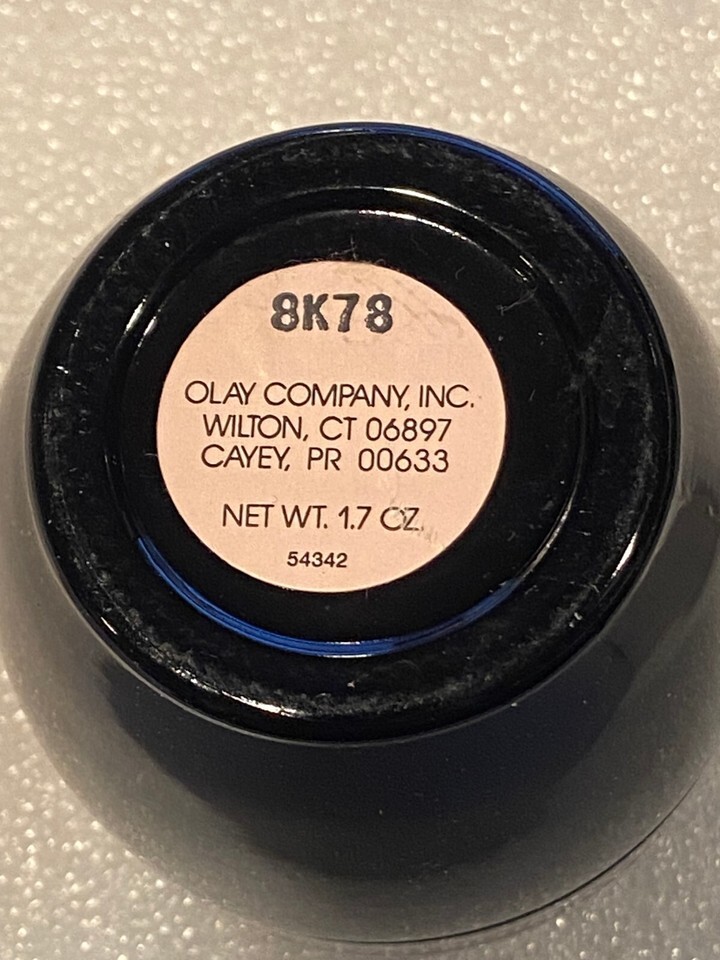 8K78
OLAY COMPANY, INC.
WILTON, CT 06897
CAYEY, PR 00633
NET WT. 1.7 OZ.
54342